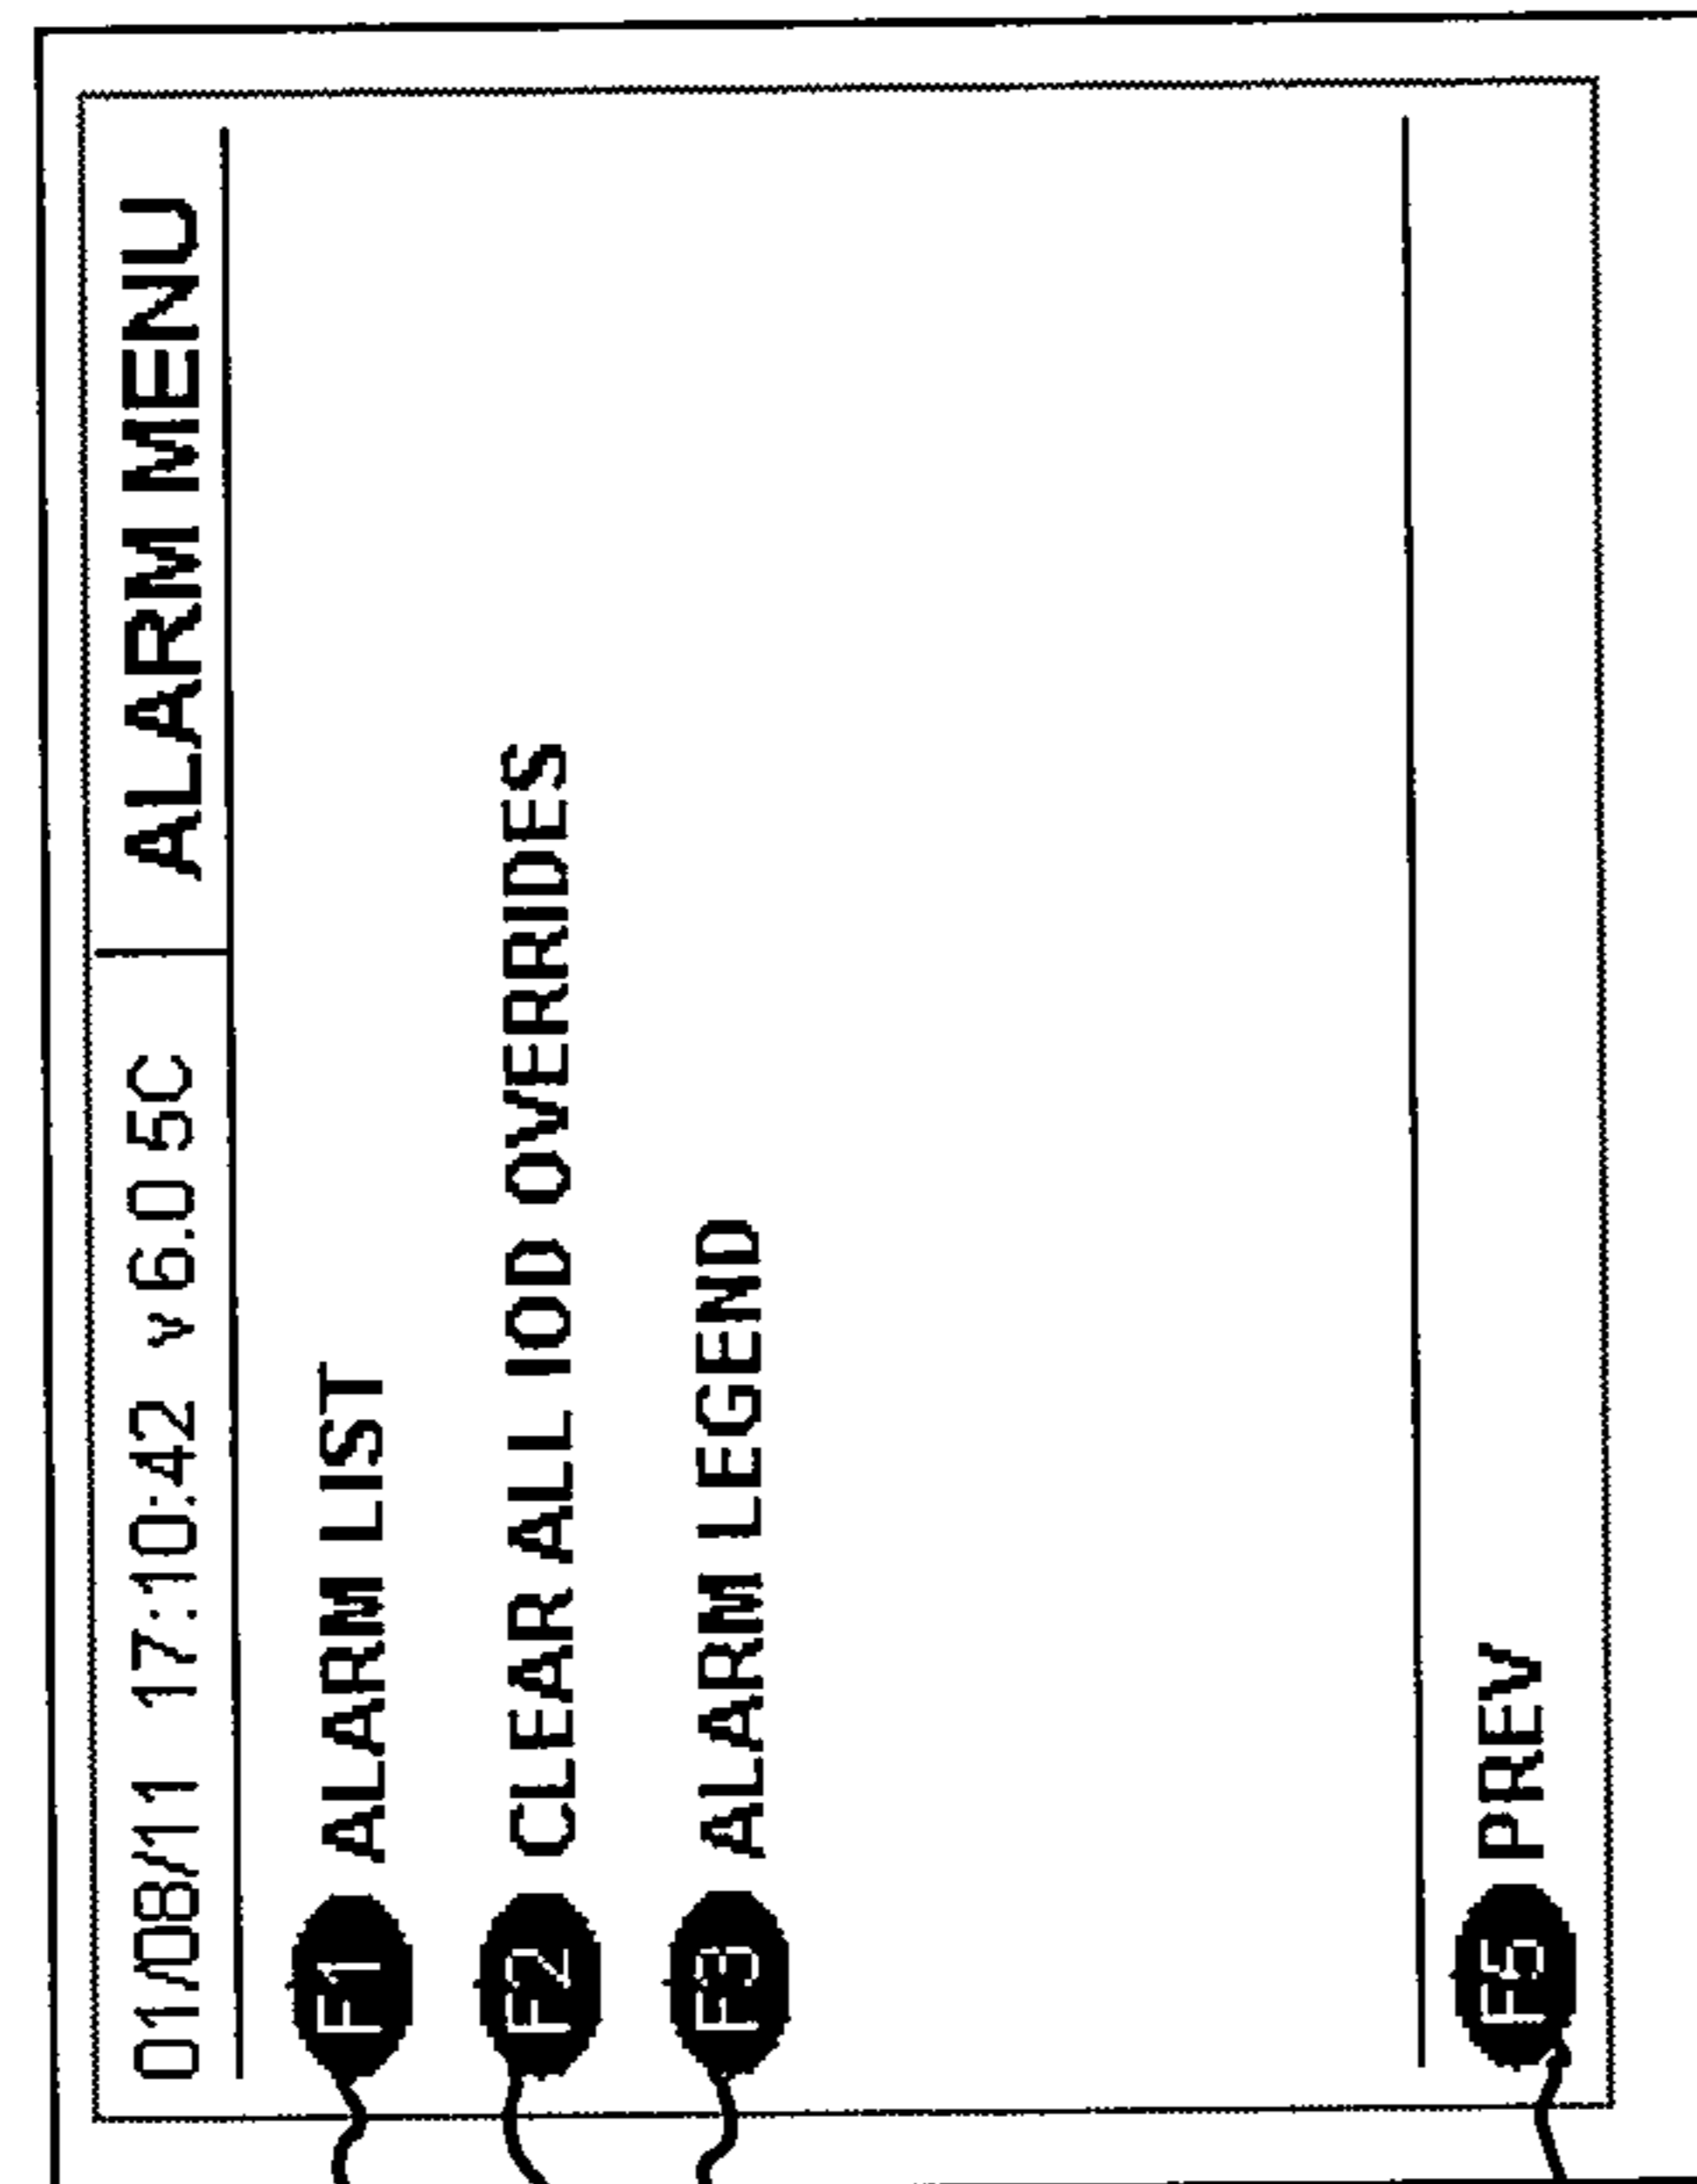 01/08/11 17:10:42 v 6.0 5C ALARM MENU
F1 ALARM LIST
F2 CLEAR ALL IOD OVERRIDES
F3 ALARM LEGEND
F5 PREV